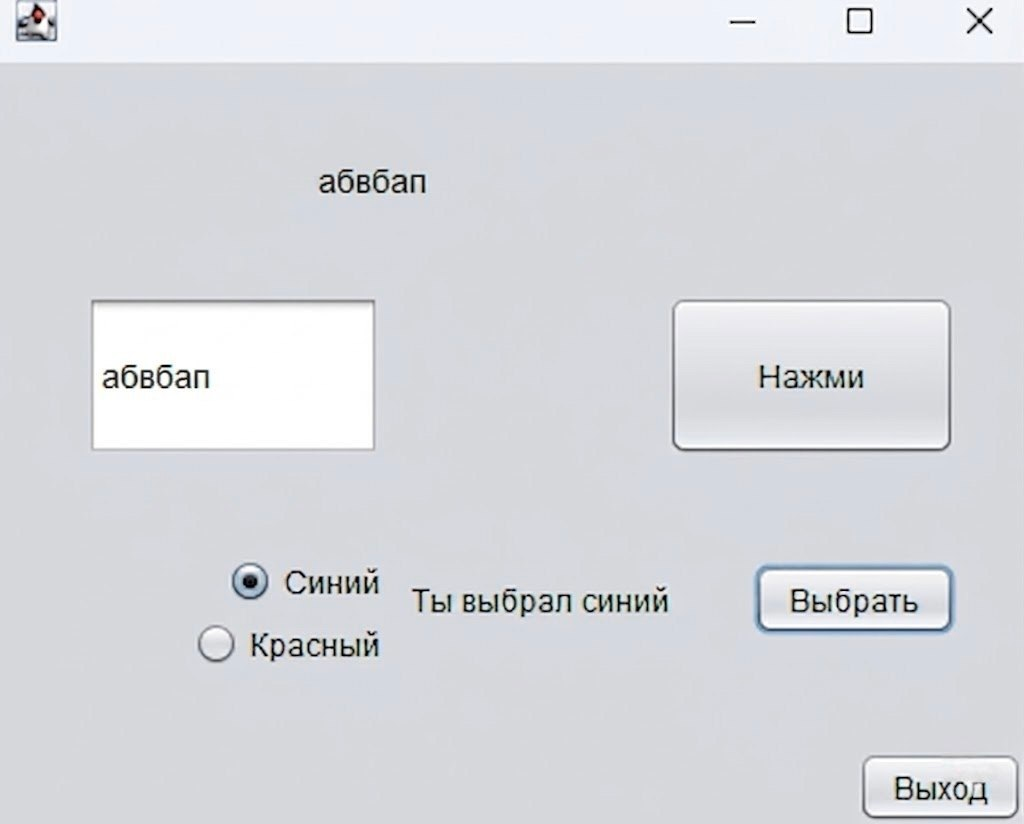 абвбап
абвбап
Нажми
Синий
Ты выбрал синий
Выбрать
Красный
Выход